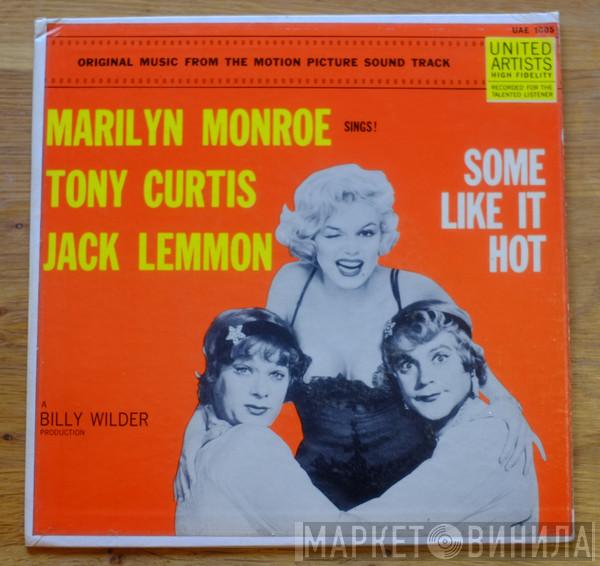 UAE 1005
ORIGINAL MUSIC FROM THE MOTION PICTURE SOUND TRACK
UNITED
ARTISTS
HIGH FIDELITY
RECORDED FOR THE
TALENTED LISTENER
MARILYN MONROE SINGS!
TONY CURTIS
JACK LEMMON
SOME
LIKE IT
HOT
A
BILLY WILDER
PRODUCTION
МАРКЕТ ВИНИЛА